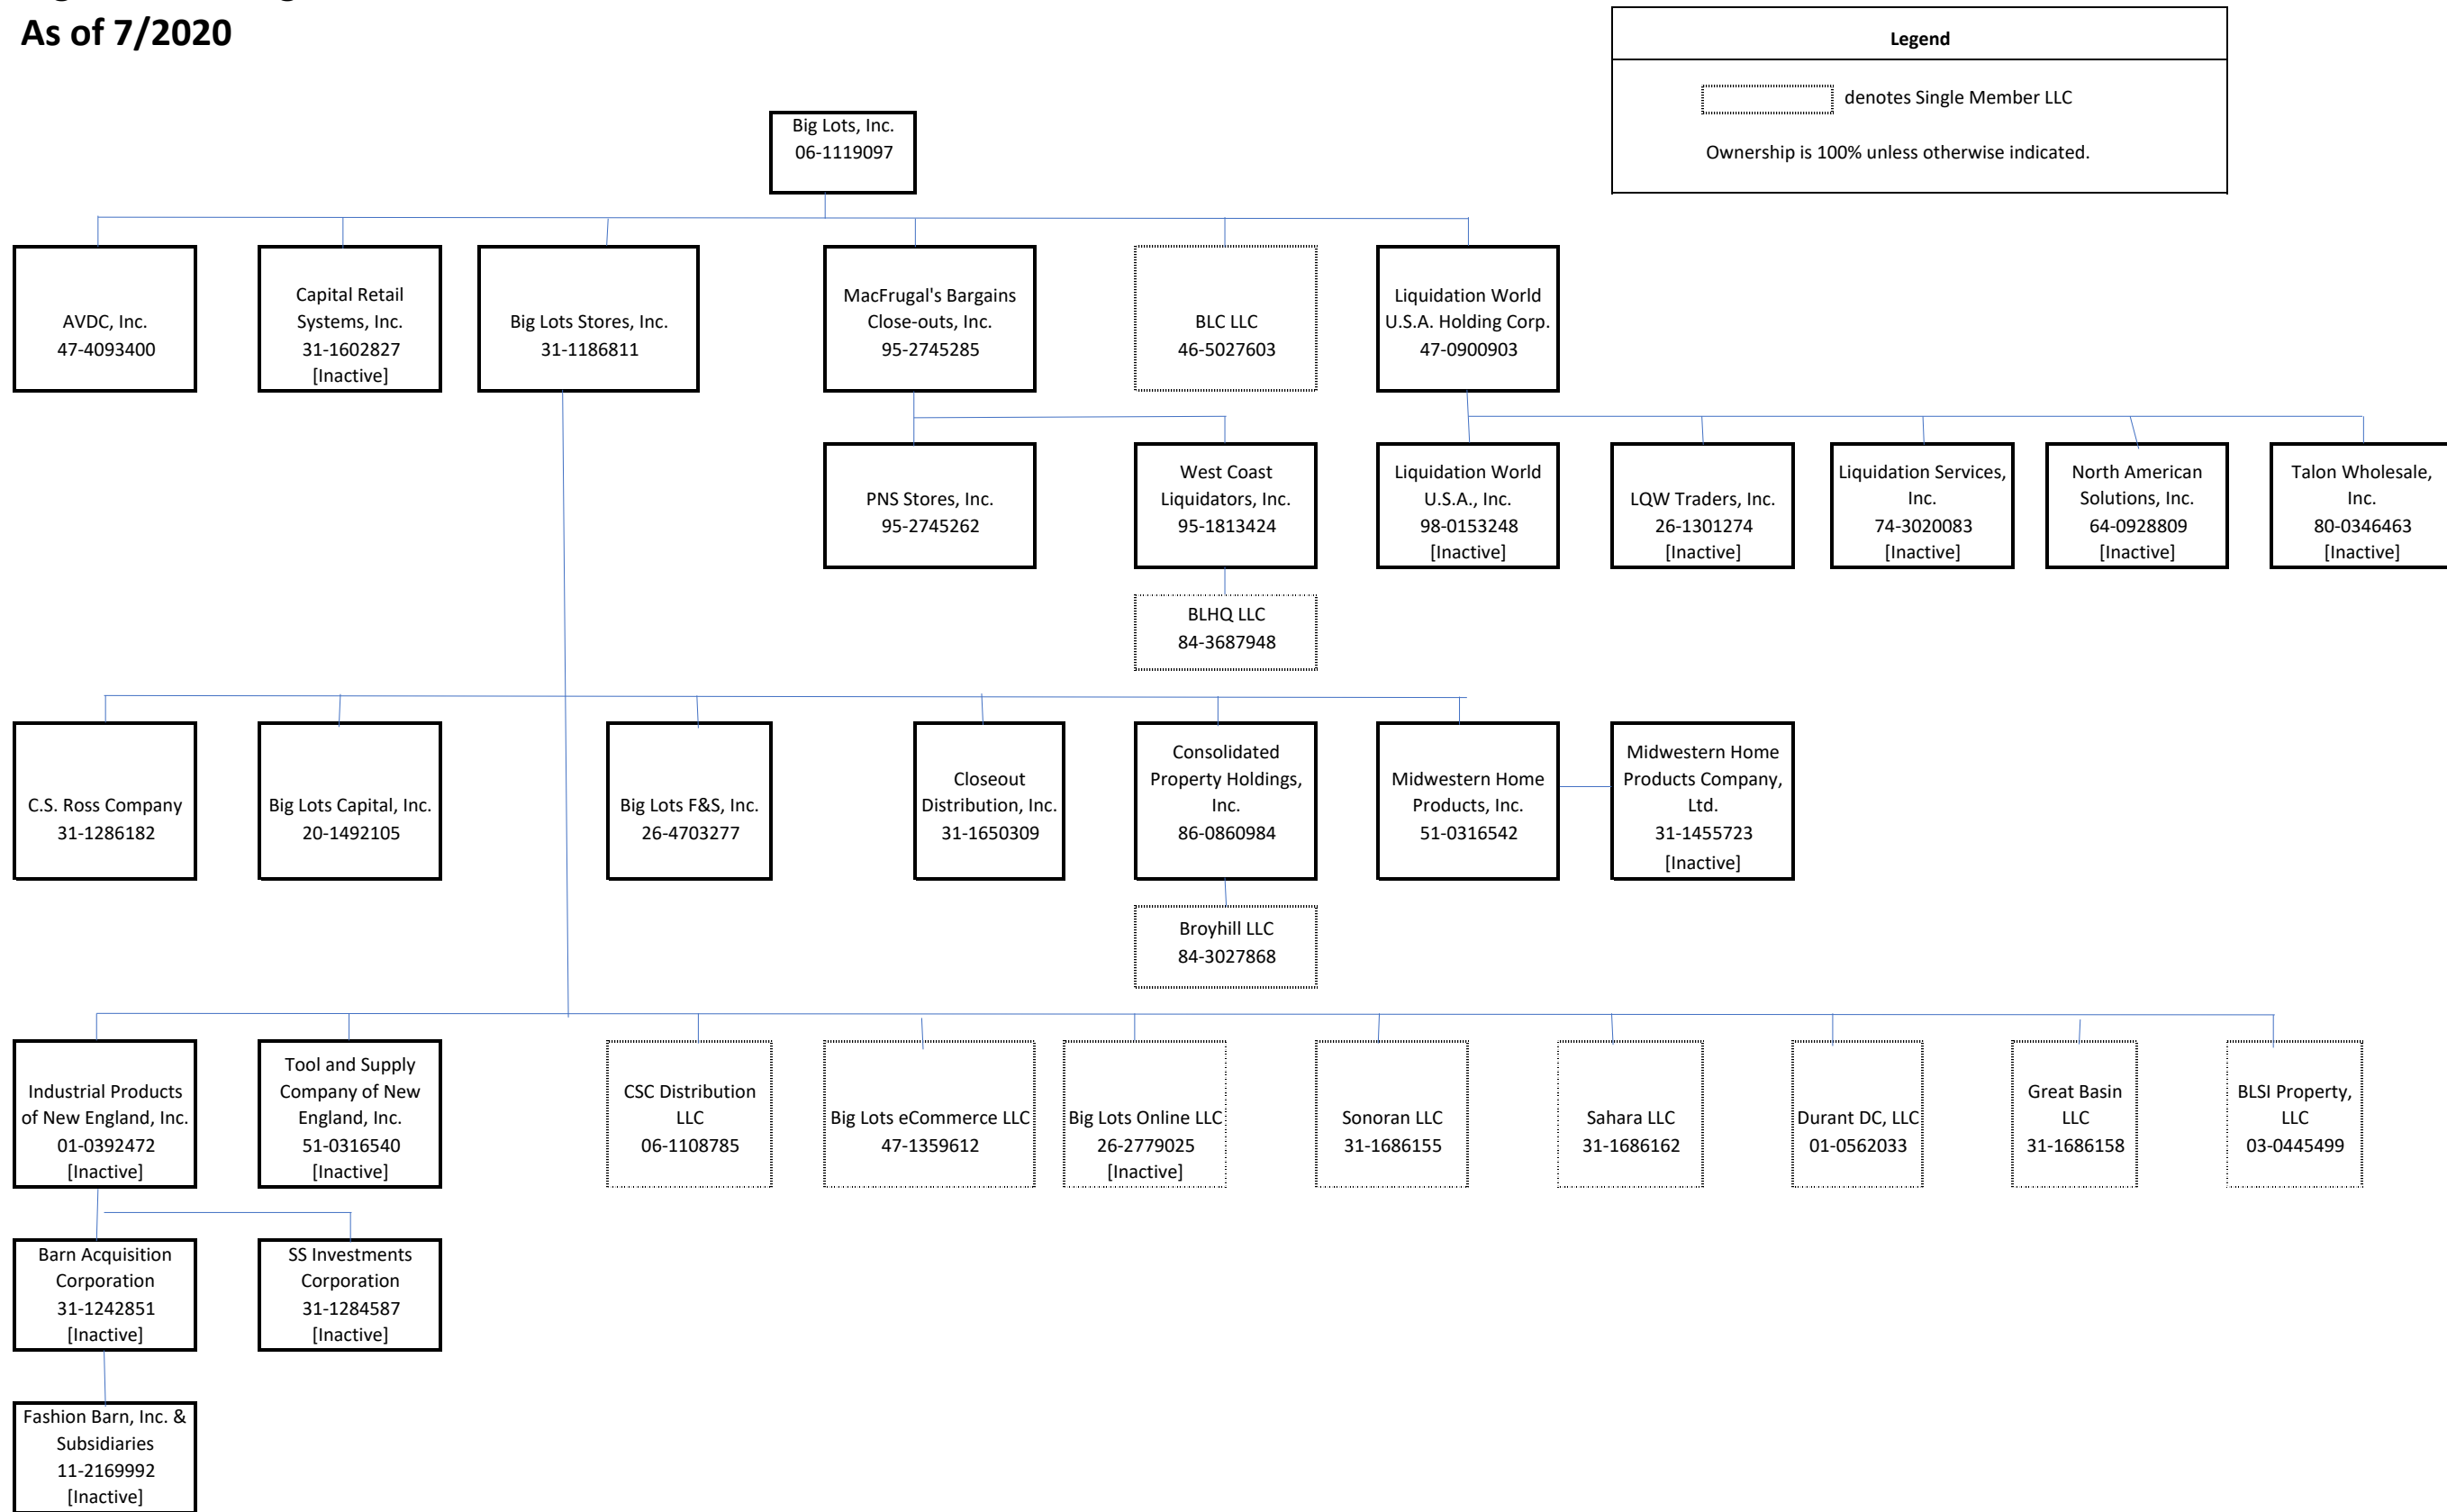 As of 7/2020
Legend
denotes Single Member LLC
Ownership is 100% unless otherwise indicated.
Big Lots, Inc.
06-1119097
AVDC, Inc.
47-4093400
Capital Retail
Systems, Inc.
31-1602827
[Inactive]
Big Lots Stores, Inc.
31-1186811
MacFrugal's Bargains
Close-outs, Inc.
95-2745285
BLC LLC
46-5027603
Liquidation World
U.S.A. Holding Corp.
47-0900903
PNS Stores, Inc.
95-2745262
West Coast
Liquidators, Inc.
95-1813424
Liquidation World
U.S.A., Inc.
98-0153248
[Inactive]
LQW Traders, Inc.
26-1301274
[Inactive]
Liquidation Services,
Inc.
74-3020083
[Inactive]
North American
Solutions, Inc.
64-0928809
[Inactive]
Talon Wholesale,
Inc.
80-0346463
[Inactive]
BLHQ LLC
84-3687948
C.S. Ross Company
31-1286182
Big Lots Capital, Inc.
20-1492105
Big Lots F&S, Inc.
26-4703277
Closeout
Distribution, Inc.
31-1650309
Consolidated
Property Holdings,
Inc.
86-0860984
Midwestern Home
Products, Inc.
51-0316542
Midwestern Home
Products Company,
Ltd.
31-1455723
[Inactive]
Broyhill LLC
84-3027868
Industrial Products
of New England, Inc.
01-0392472
[Inactive]
Tool and Supply
Company of New
England, Inc.
51-0316540
[Inactive]
CSC Distribution
LLC
06-1108785
Big Lots eCommerce LLC
47-1359612
Big Lots Online LLC
26-2779025
[Inactive]
Sonoran LLC
31-1686155
Sahara LLC
31-1686162
Durant DC, LLC
01-0562033
Great Basin
LLC
31-1686158
BLSI Property,
LLC
03-0445499
Barn Acquisition
Corporation
31-1242851
[Inactive]
SS Investments
Corporation
31-1284587
[Inactive]
Fashion Barn, Inc. &
Subsidiaries
11-2169992
[Inactive]